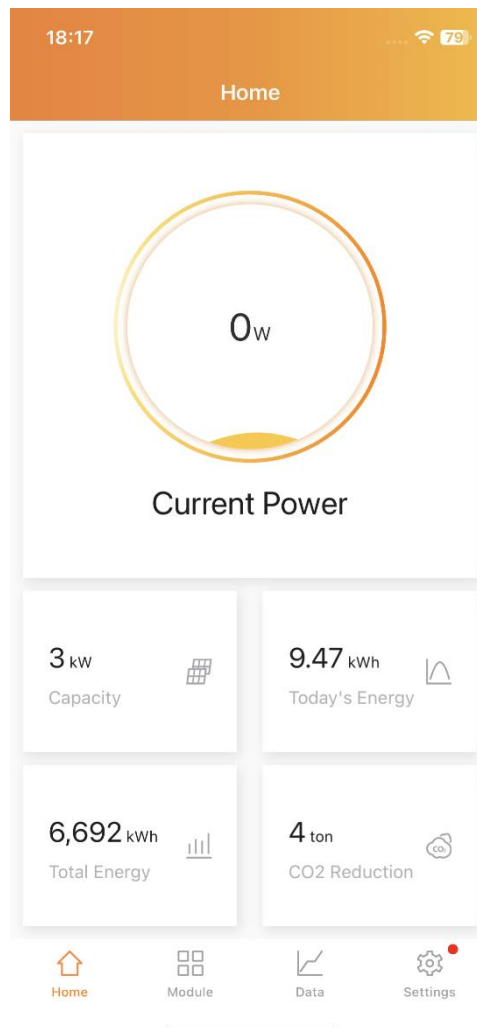 18:17
79
Home
0 W
Current Power
3 kW
Capacity
9.47 kWh
Today's Energy
6,692 kWh
Total Energy
4 ton
CO2 Reduction
CO₂
Home
Module
Data
Settings